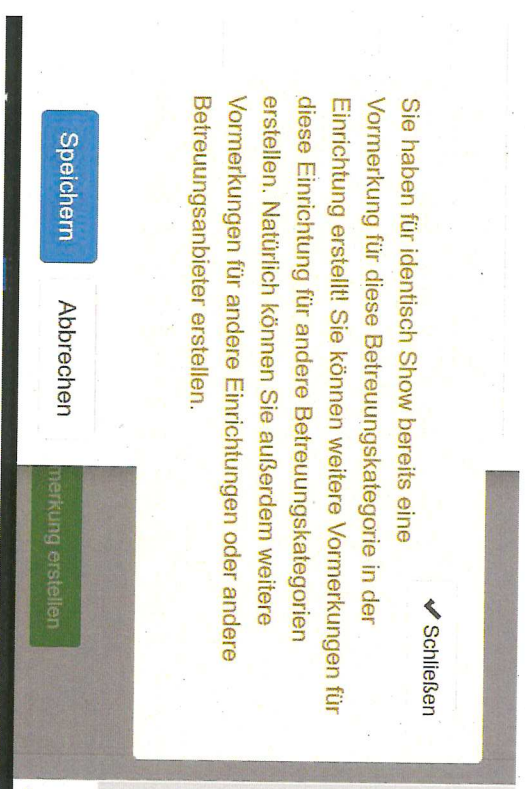 ✔ Schließen
Sie haben für identisch Show bereits eine
Vormerkung für diese Betreuungskategorie in der
Einrichtung erstellt! Sie können weitere Vormerkungen für
diese Einrichtung für andere Betreuungskategorien
erstellen. Natürlich können Sie außerdem weitere
Vormerkungen für andere Einrichtungen oder andere
Betreuungsanbieter erstellen.
merkung erstellen
Speichern
Abbrechen